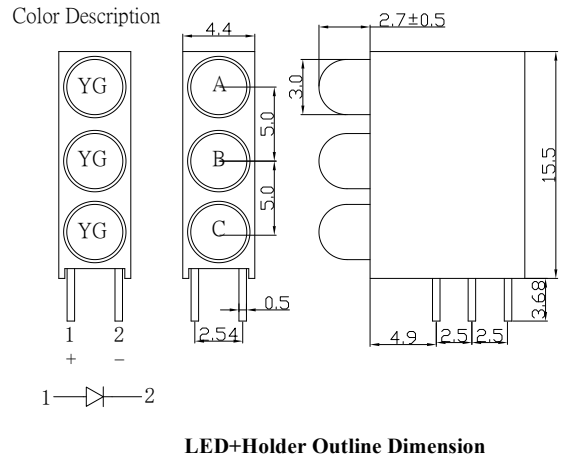 Color Description
4.4
2.7±0.5
YG
A
3.0
5.0
YG
B
15.5
5.0
YG
C
0.5
3.68
1 2
2.54
4.9
2.5
2.5
+ −
1 2
LED+Holder Outline Dimension